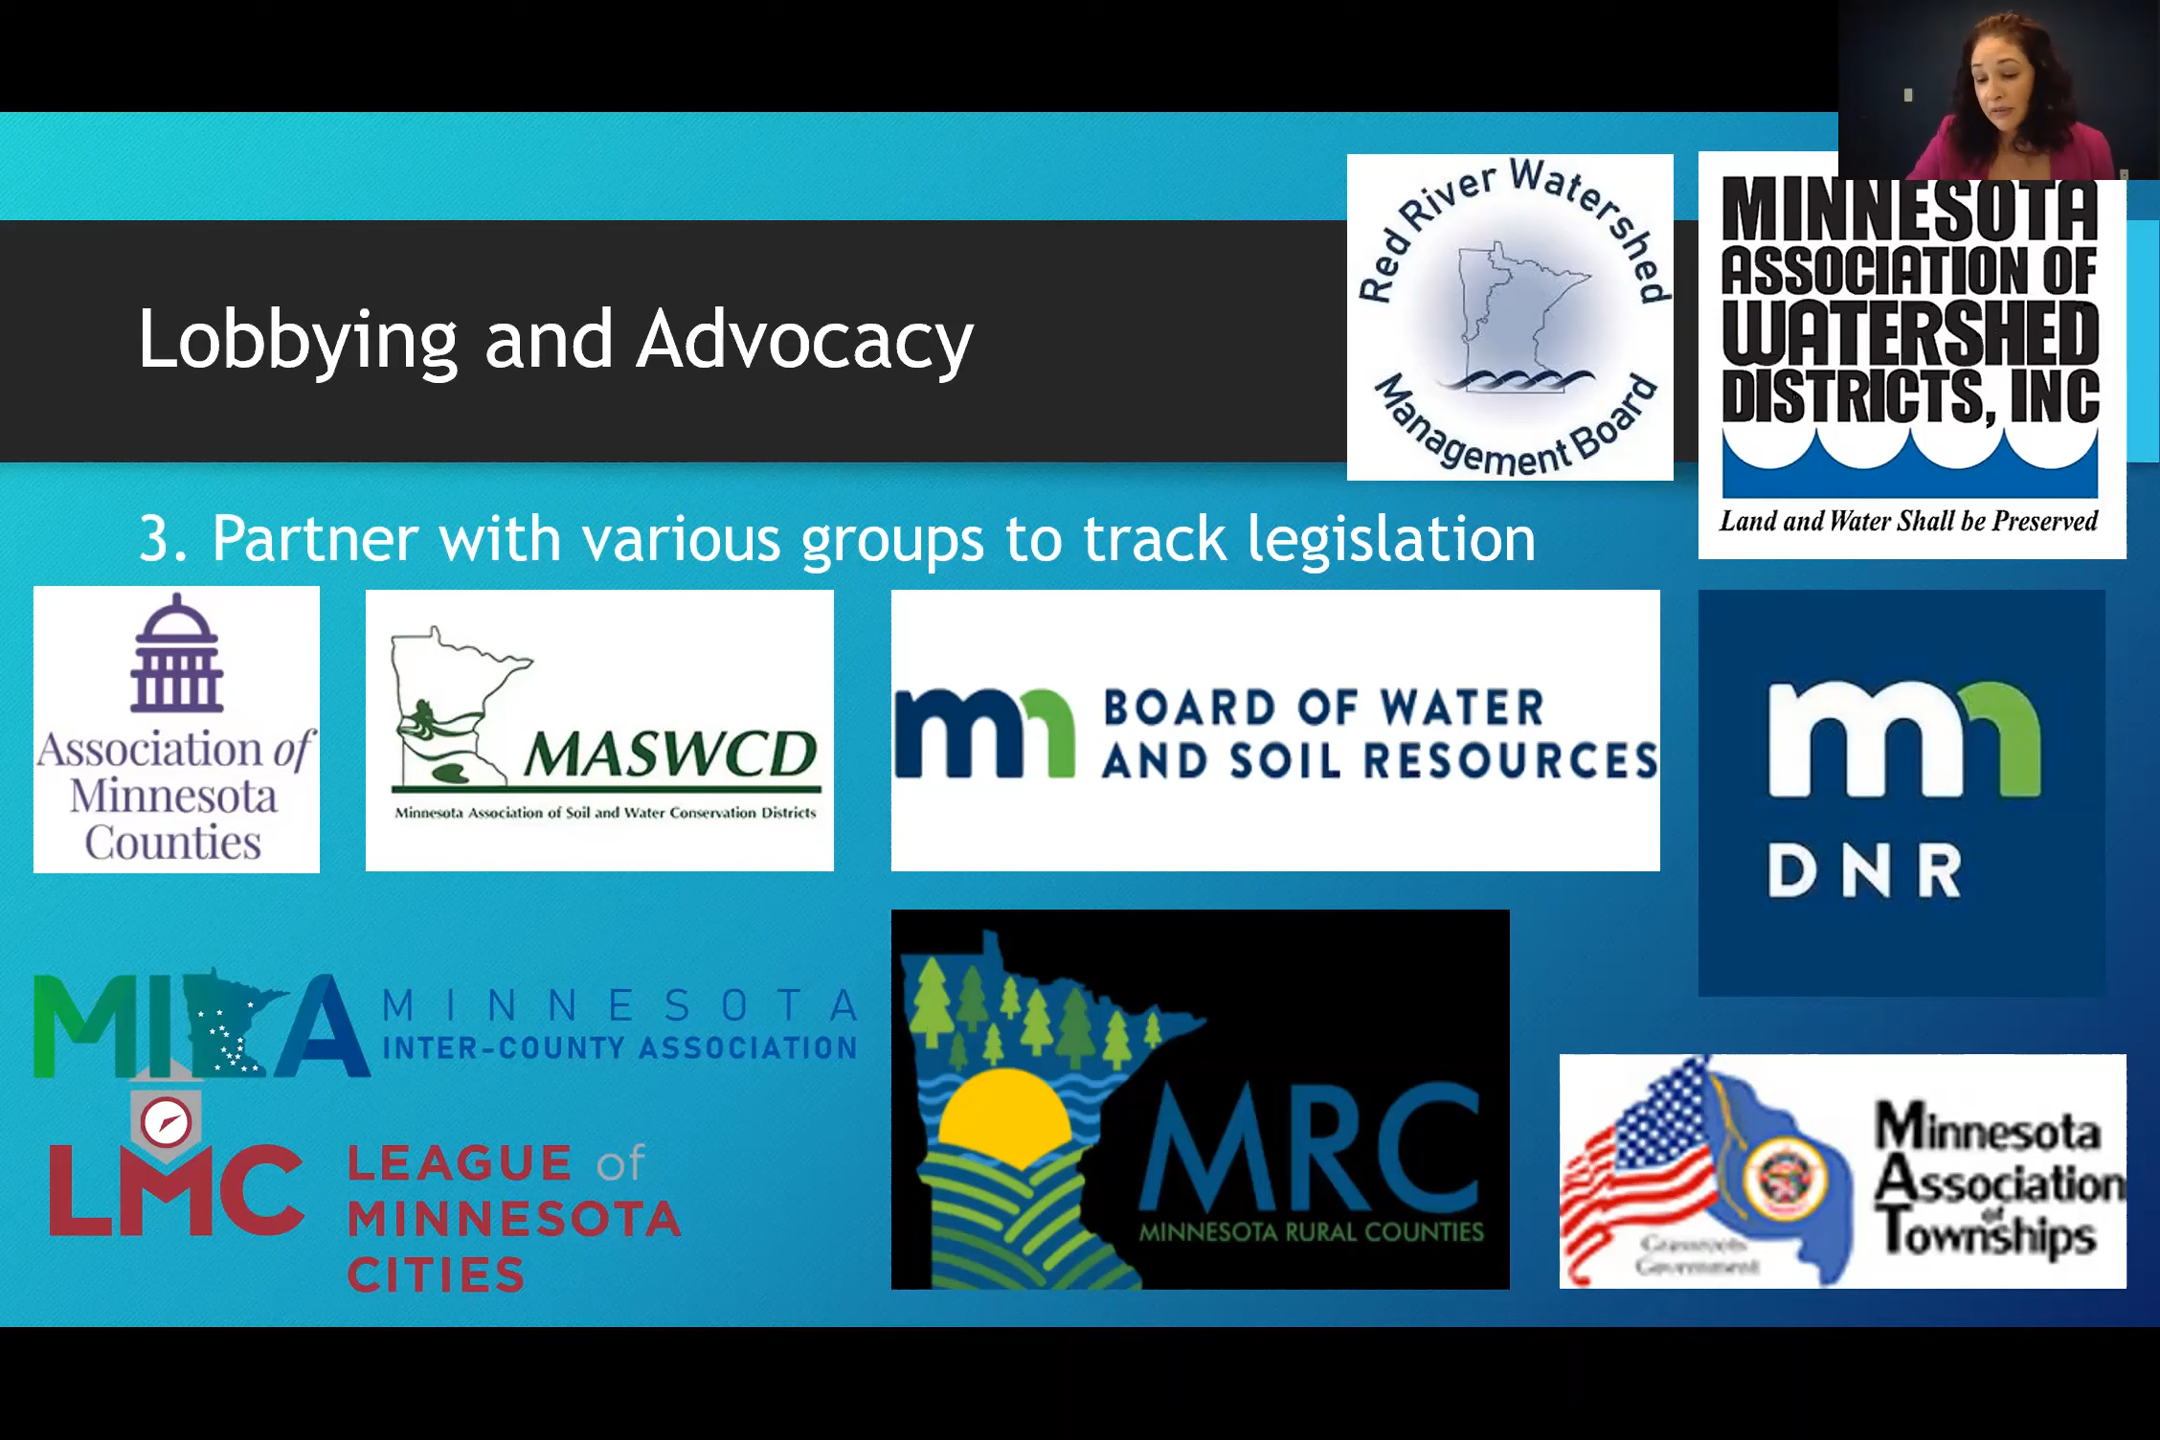 Lobbying and Advocacy
Red River Watershed
Management Board
MINNESOTA
ASSOCIATION OF
WATERSHED
DISTRICTS, INC
Land and Water Shall be Preserved
3. Partner with various groups to track legislation
Association of
Minnesota
Counties
MASWCD
Minnesota Association of Soil and Water Conservation Districts
mn
BOARD OF WATER
AND SOIL RESOURCES
mn
DNR
MICA
MINNESOTA
INTER-COUNTY ASSOCIATION
LMC
LEAGUE of
MINNESOTA
CITIES
MRC
MINNESOTA RURAL COUNTIES
Grassroots
Government
Minnesota
Association
of
Townships